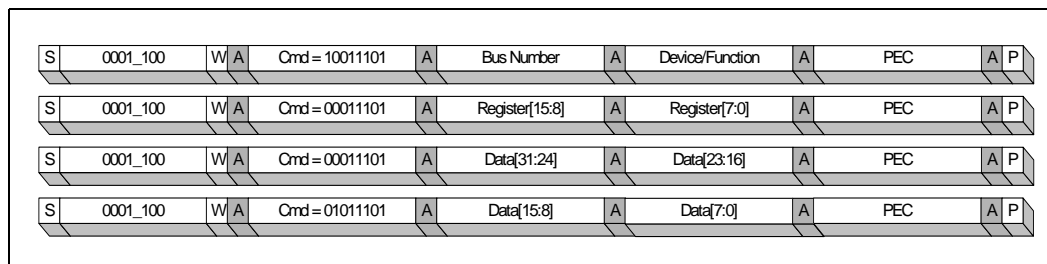 S 0001_100 W A Cmd = 10011101 A Bus Number A Device/Function A PEC A P
S 0001_100 W A Cmd = 00011101 A Register[15:8] A Register[7:0] A PEC A P
S 0001_100 W A Cmd = 00011101 A Data[31:24] A Data[23:16] A PEC A P
S 0001_100 W A Cmd = 01011101 A Data[15:8] A Data[7:0] A PEC A P